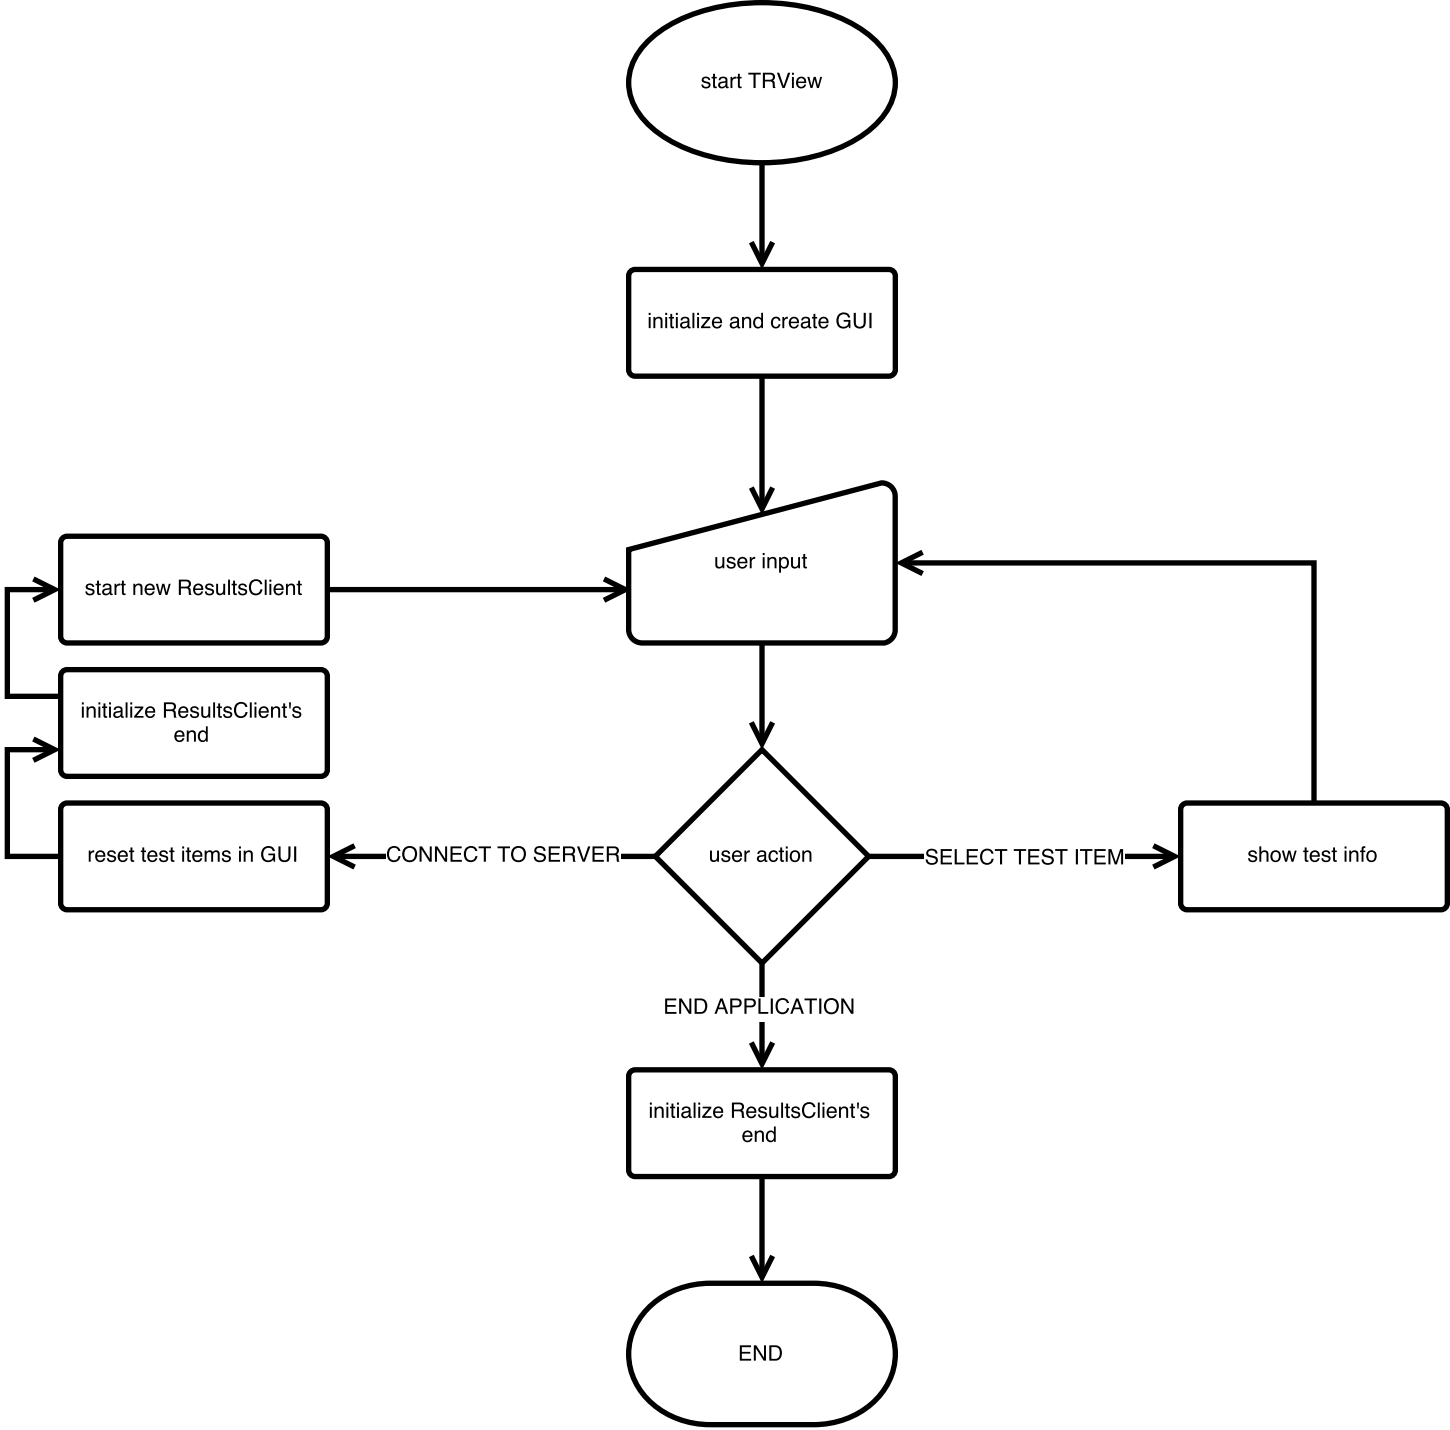 start TRView
initialize and create GUI
user input
start new ResultsClient
initialize ResultsClient's
end
reset test items in GUI
CONNECT TO SERVER
user action
SELECT TEST ITEM
show test info
END APPLICATION
initialize ResultsClient's
end
END